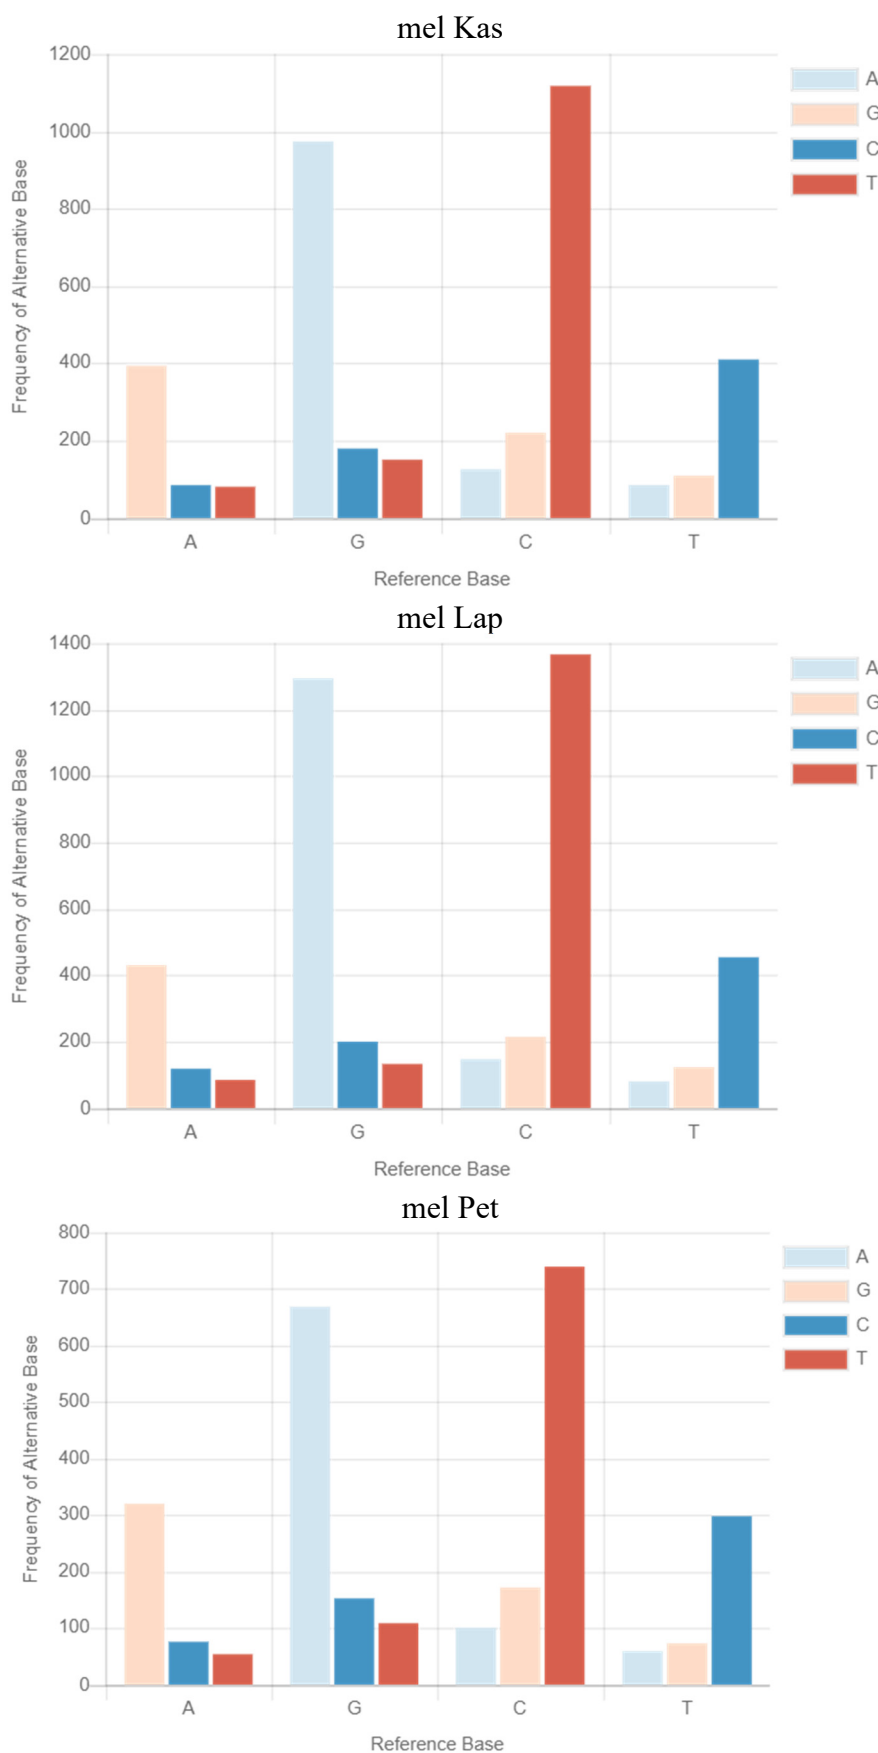 mel Kas
1200
1000
800
600
400
200
0
Frequency of Alternative Base
A
G
C
T
Reference Base
A
G
C
T
mel Lap
1400
1200
1000
800
600
400
200
0
Frequency of Alternative Base
A
G
C
T
Reference Base
A
G
C
T
mel Pet
800
700
600
500
400
300
200
100
0
Frequency of Alternative Base
A
G
C
T
Reference Base
A
G
C
T